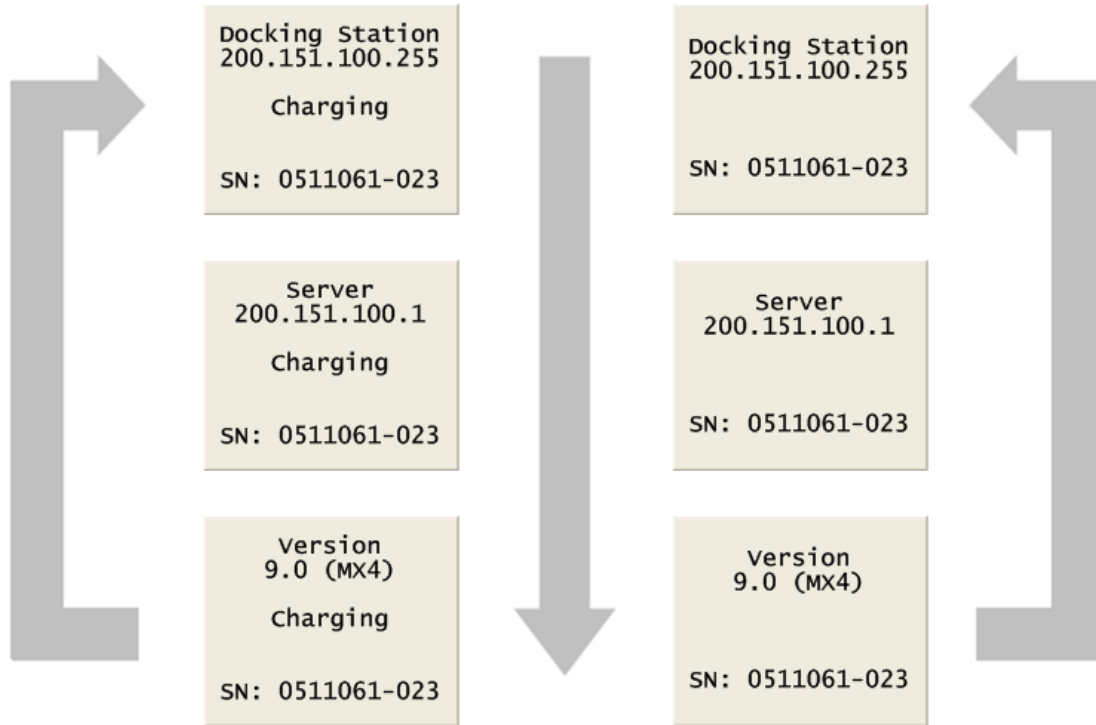 Docking Station
200.151.100.255
Charging
SN: 0511061-023
Server
200.151.100.1
Charging
SN: 0511061-023
Version
9.0 (MX4)
Charging
SN: 0511061-023
Docking Station
200.151.100.255
SN: 0511061-023
Server
200.151.100.1
SN: 0511061-023
Version
9.0 (MX4)
SN: 0511061-023